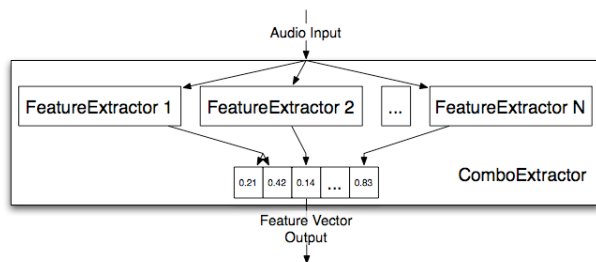 Audio Input
FeatureExtractor 1
FeatureExtractor 2
...
FeatureExtractor N
0.21 0.42 0.14 ... 0.83
ComboExtractor
Feature Vector
Output